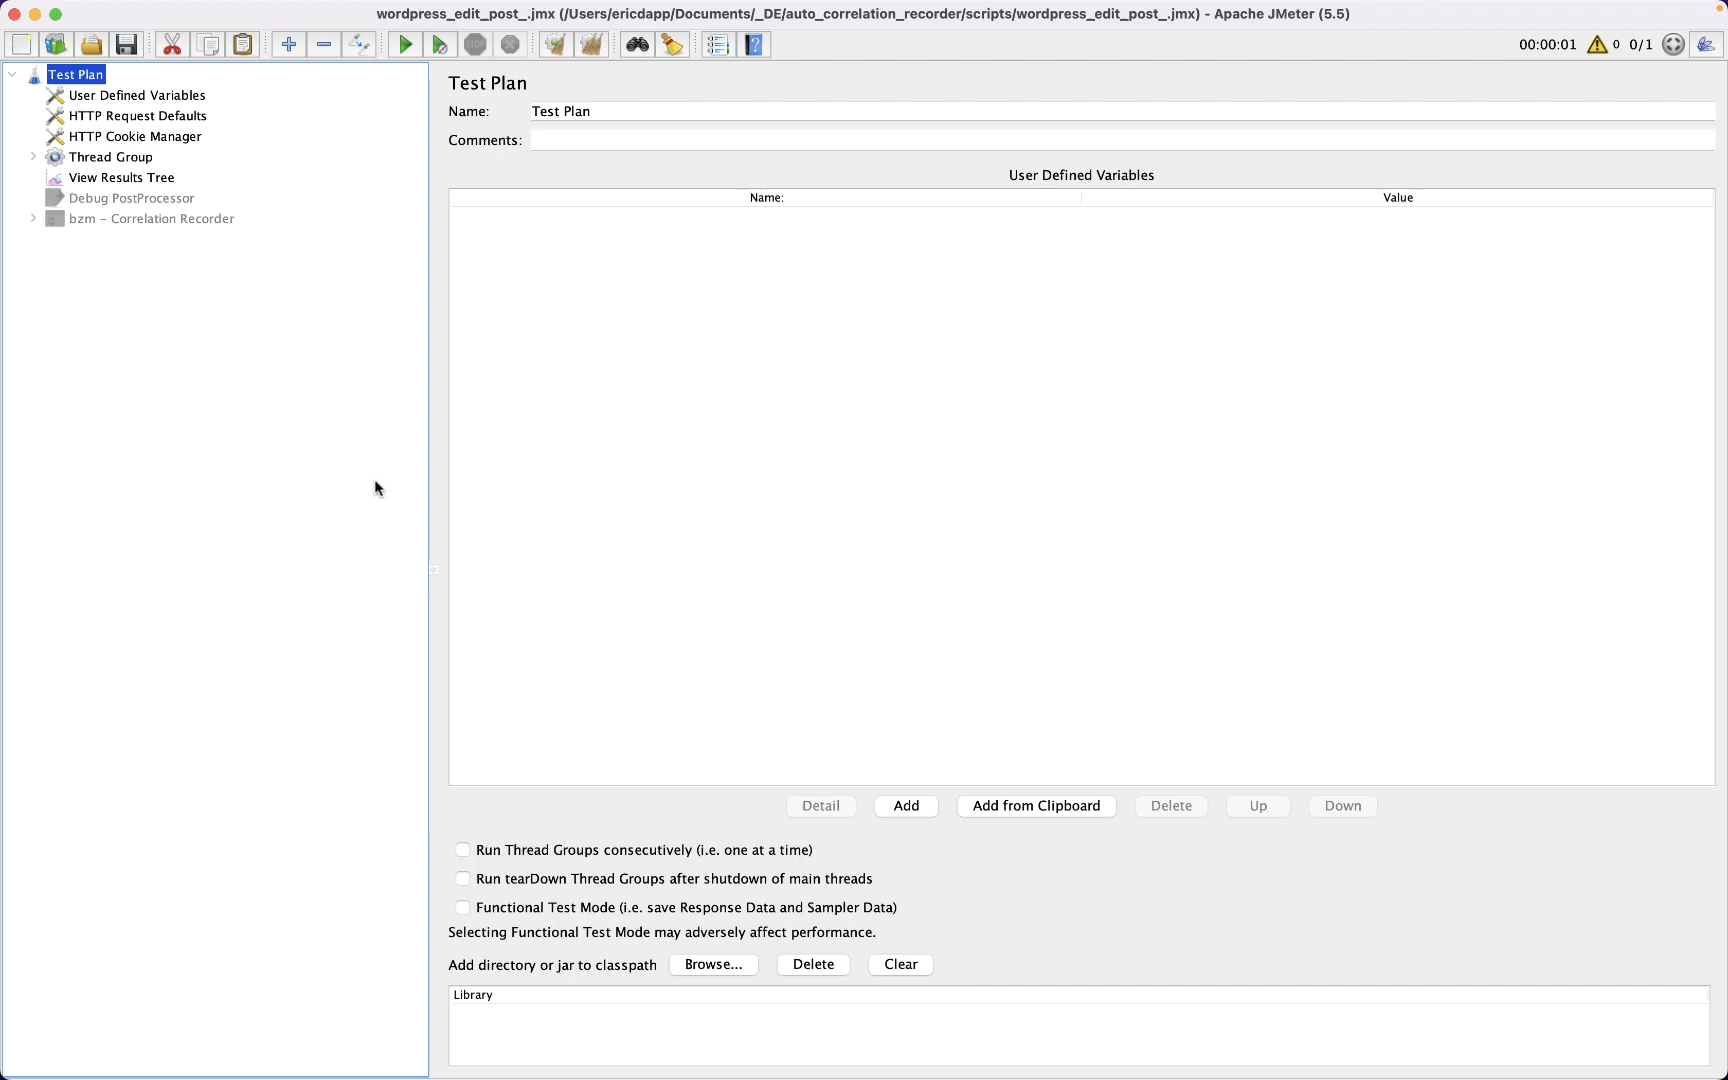 wordpress_edit_post_.jmx (/Users/ericdapp/Documents/_DE/auto_correlation_recorder/scripts/wordpress_edit_post_.jmx) - Apache JMeter (5.5)
00:00:01 0 0/1
Test Plan
User Defined Variables
HTTP Request Defaults
HTTP Cookie Manager
Thread Group
View Results Tree
Debug PostProcessor
bzm - Correlation Recorder
Test Plan
Name: Test Plan
Comments:
User Defined Variables
Name: Value
Detail Add Add from Clipboard Delete Up Down
Run Thread Groups consecutively (i.e. one at a time)
Run tearDown Thread Groups after shutdown of main threads
Functional Test Mode (i.e. save Response Data and Sampler Data)
Selecting Functional Test Mode may adversely affect performance.
Add directory or jar to classpath Browse... Delete Clear
Library